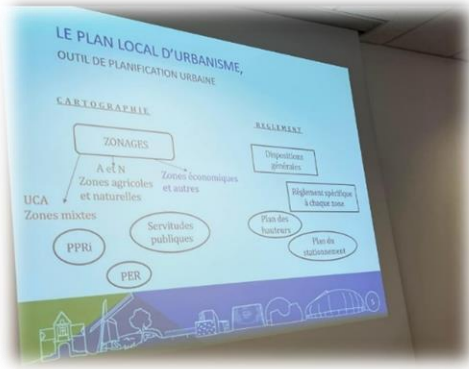 LE PLAN LOCAL D'URBANISME,
OUTIL DE PLANIFICATION URBAINE
CARTOGRAPHIE
ZONAGES
UCA
Zones mixtes
A et N
Zones agricoles
et naturelles
Zones économiques
et autres
PPRi
Servitudes
publiques
PER
REGLEMENT
Dispositions
générales
Règlement spécifique
à chaque zone
Plan des
hauteurs
Plan du
stationnement